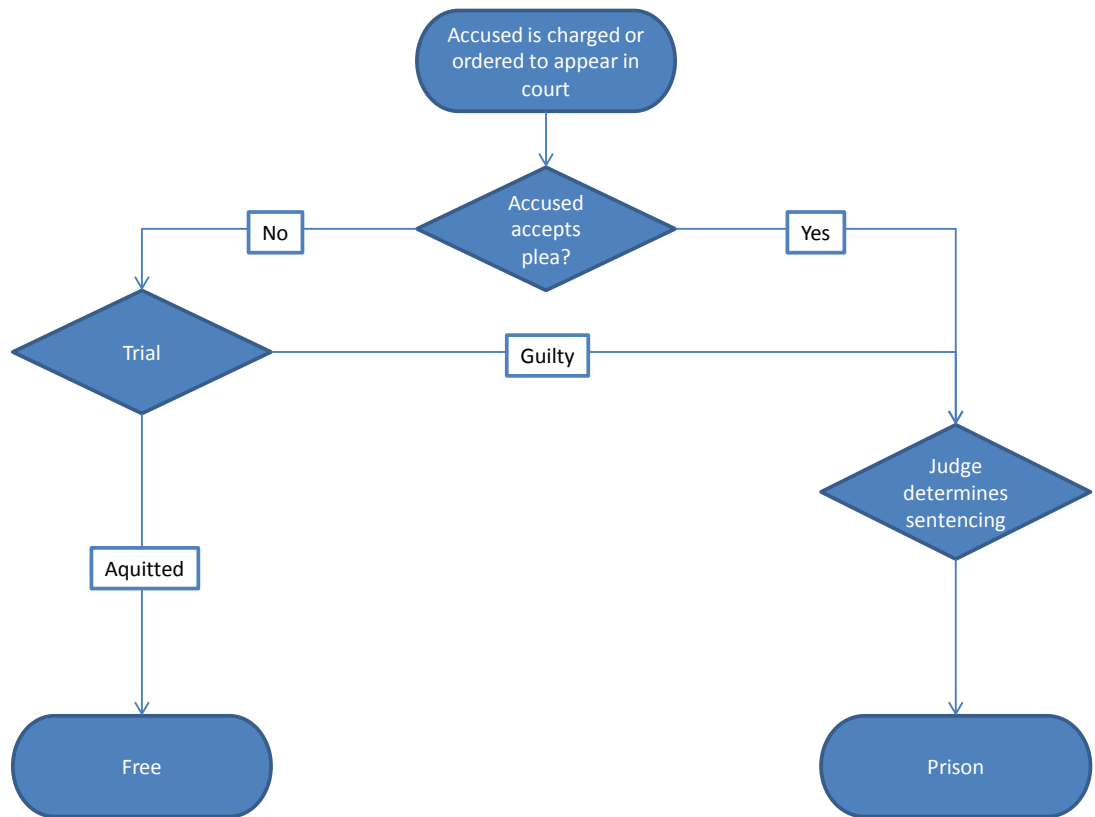 Accused is charged or
ordered to appear in
court
Accused
accepts
plea?
No
Yes
Trial
Guilty
Judge
determines
sentencing
Aquitted
Free
Prison